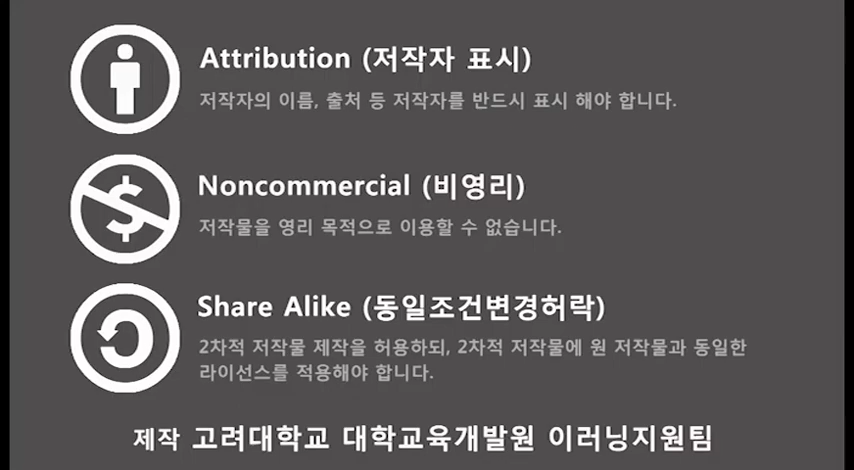 Attribution (저작자 표시)
저작자의 이름, 출처 등 저작자를 반드시 표시 해야 합니다.
Noncommercial (비영리)
저작물을 영리 목적으로 이용할 수 없습니다.
Share Alike (동일조건변경허락)
2차적 저작물 제작을 허용하되, 2차적 저작물에 원 저작물과 동일한
라이선스를 적용해야 합니다.
제작 고려대학교 대학교육개발원 이러닝지원팀